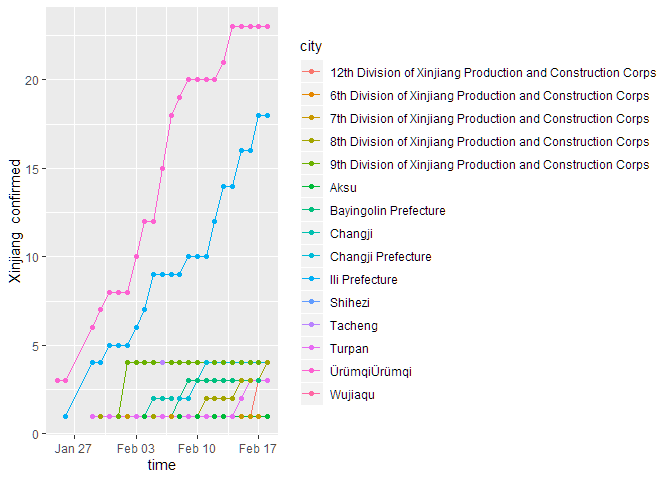 city
12th Division of Xinjiang Production and Construction Corps
6th Division of Xinjiang Production and Construction Corps
7th Division of Xinjiang Production and Construction Corps
8th Division of Xinjiang Production and Construction Corps
9th Division of Xinjiang Production and Construction Corps
Aksu
Bayingolin Prefecture
Changji
Changji Prefecture
Ili Prefecture
Shihezi
Tacheng
Turpan
ÜrümqiÜrümqi
Wujiaqu
Xinjiang confirmed
20
15
10
5
0
Jan 27
Feb 03
Feb 10
Feb 17
time